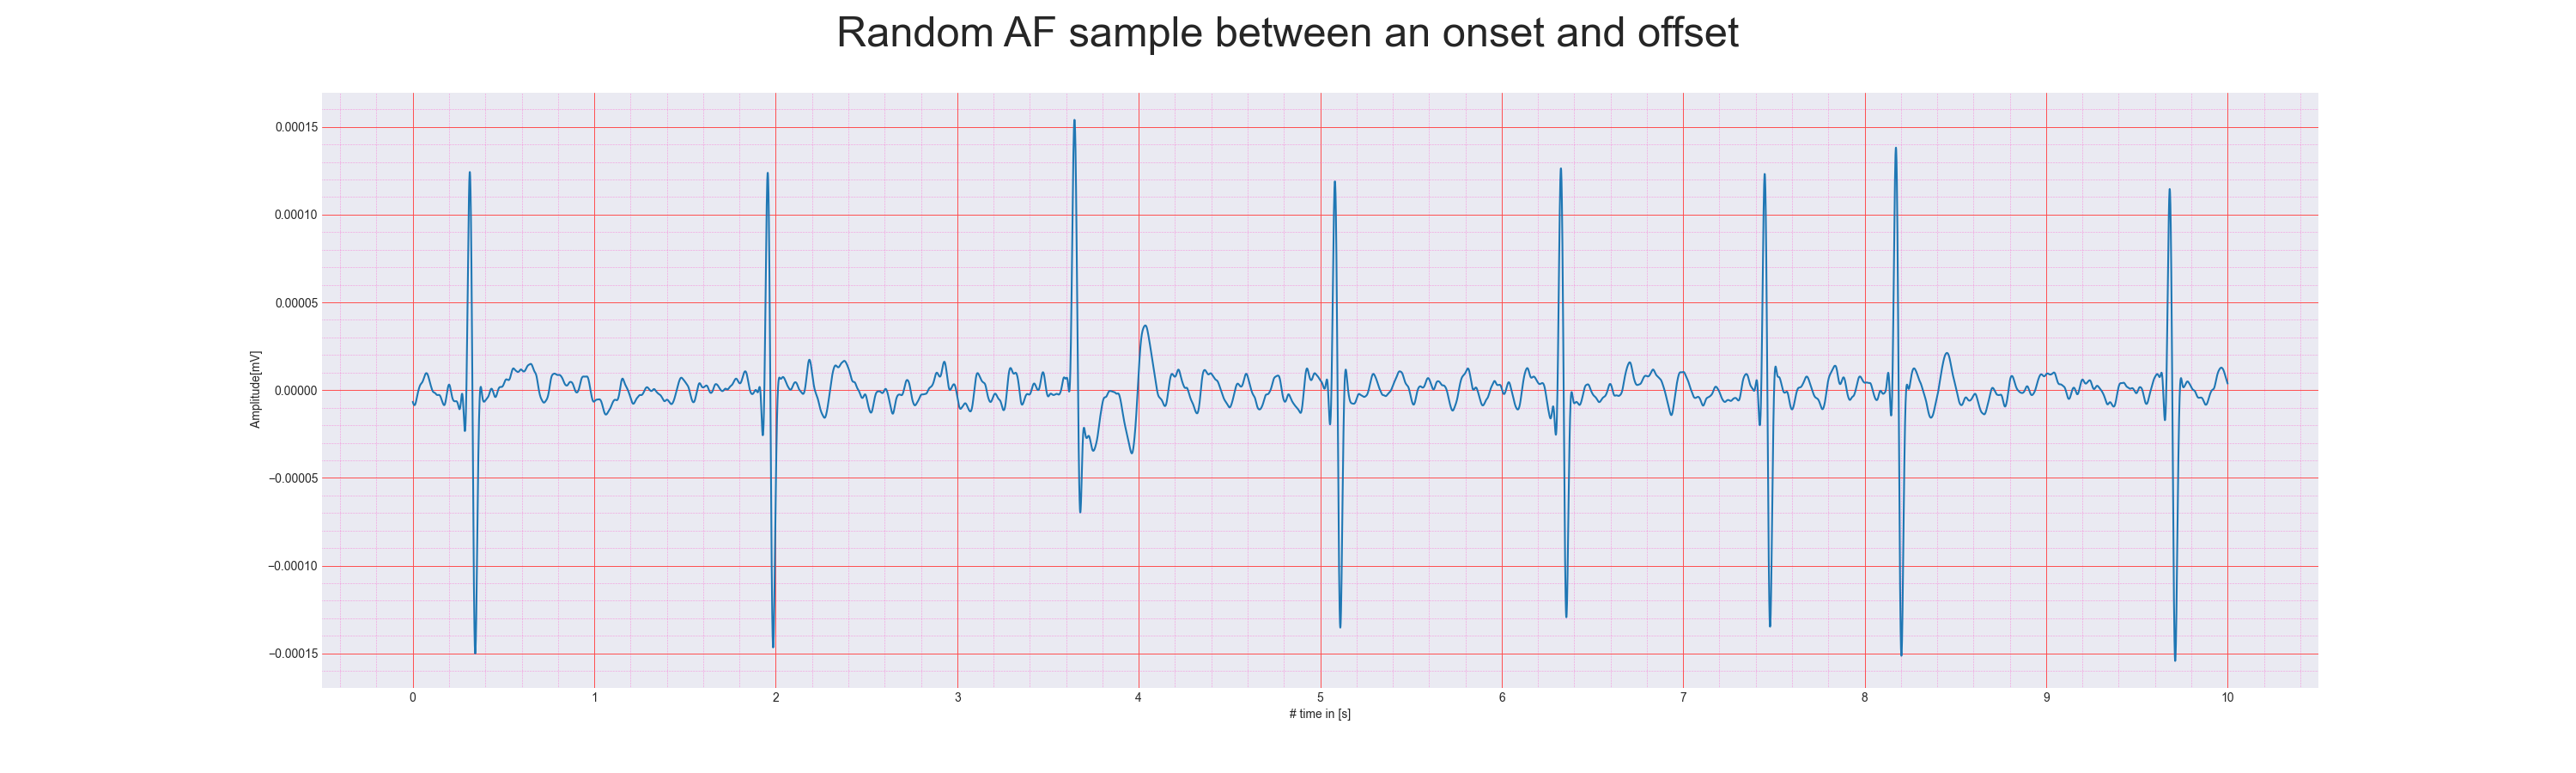 Random AF sample between an onset and offset
Amplitude[mV]
0.00015
0.00010
0.00005
0.00000
−0.00005
−0.00010
−0.00015
0 1 2 3 4 5 6 7 8 9 10
# time in [s]